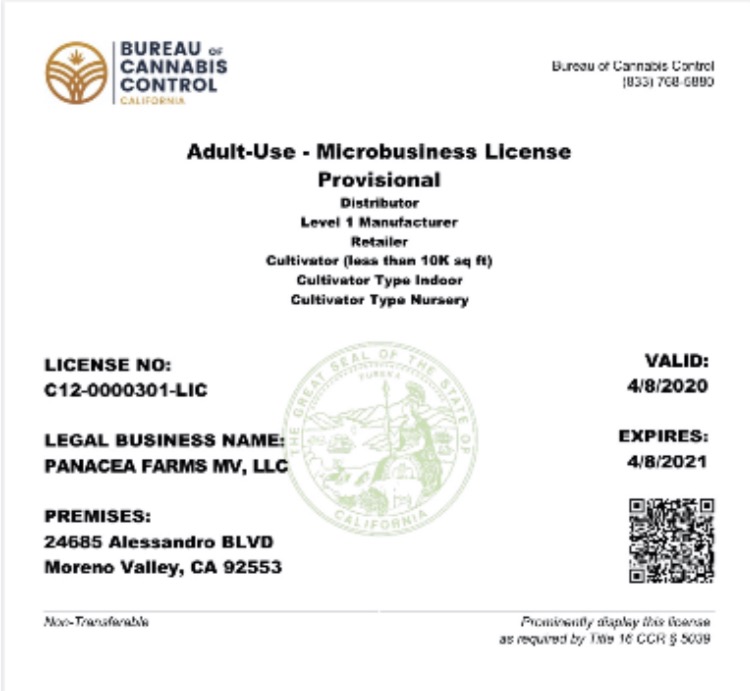 BUREAU OF
CANNABIS
CONTROL
CALIFORNIA
Bureau of Cannabis Control
(833) 768-5880
Adult-Use - Microbusiness License
Provisional
Distributor
Level 1 Manufacturer
Retailer
Cultivator (less than 10K sq ft)
Cultivator Type Indoor
Cultivator Type Nursery
LICENSE NO:
C12-0000301-LIC
VALID:
4/8/2020
LEGAL BUSINESS NAME:
PANACEA FARMS MV, LLC
EXPIRES:
4/8/2021
THE GREAT SEAL OF THE STATE OF CALIFORNIA
EUREKA
PREMISES:
24685 Alessandro BLVD
Moreno Valley, CA 92553
Non-Transferable
Prominently display this license
as required by Title 16 CCR § 5039